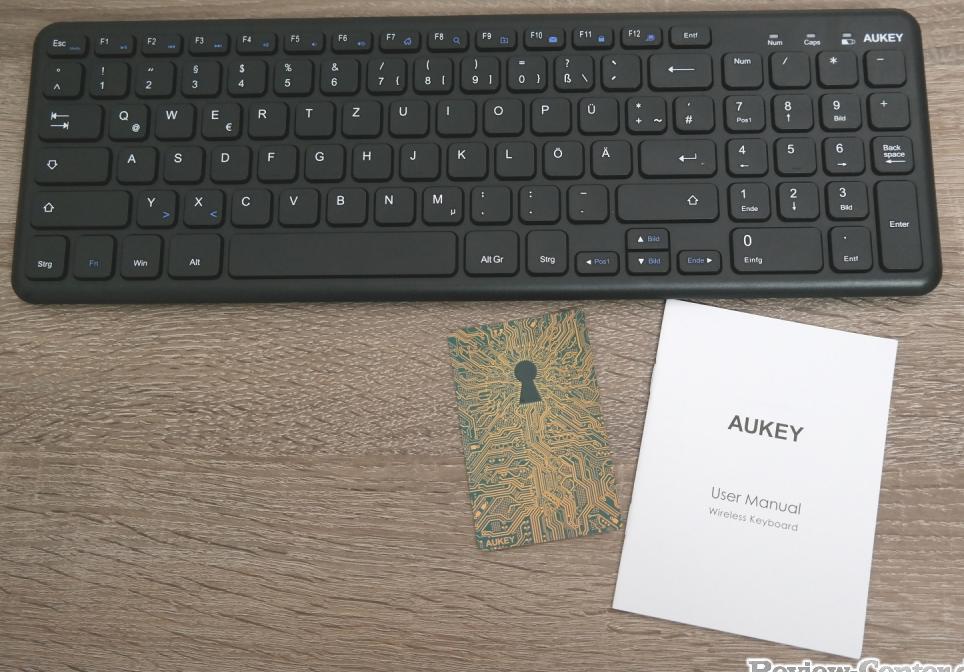 Esc F1 F2 F3 F4 F5 F6 F7 F8 F9 F10 F11 F12 Entf
Num Caps AUKEY
° ! " § $ % & / ( ) = ? ` Num / * -
^ 1 2 3 4 5 6 7 { 8 [ 9 ] 0 } ß \ ´
Q @ W E € R T Z U I O P Ü * + ~ ' # 7 Pos1 8 ↑ 9 Bild +
A S D F G H J K L Ö Ä 4 ← 5 6 → Back space
Y > X < C V B N M µ ; , : . _ - 1 Ende 2 ↓ 3 Bild
Strg Fn Win Alt Alt Gr Strg ◄ Pos1 ▲ Bild ▼ Bild Ende ► 0 Einfg . Entf Enter
AUKEY
AUKEY
User Manual
Wireless Keyboard